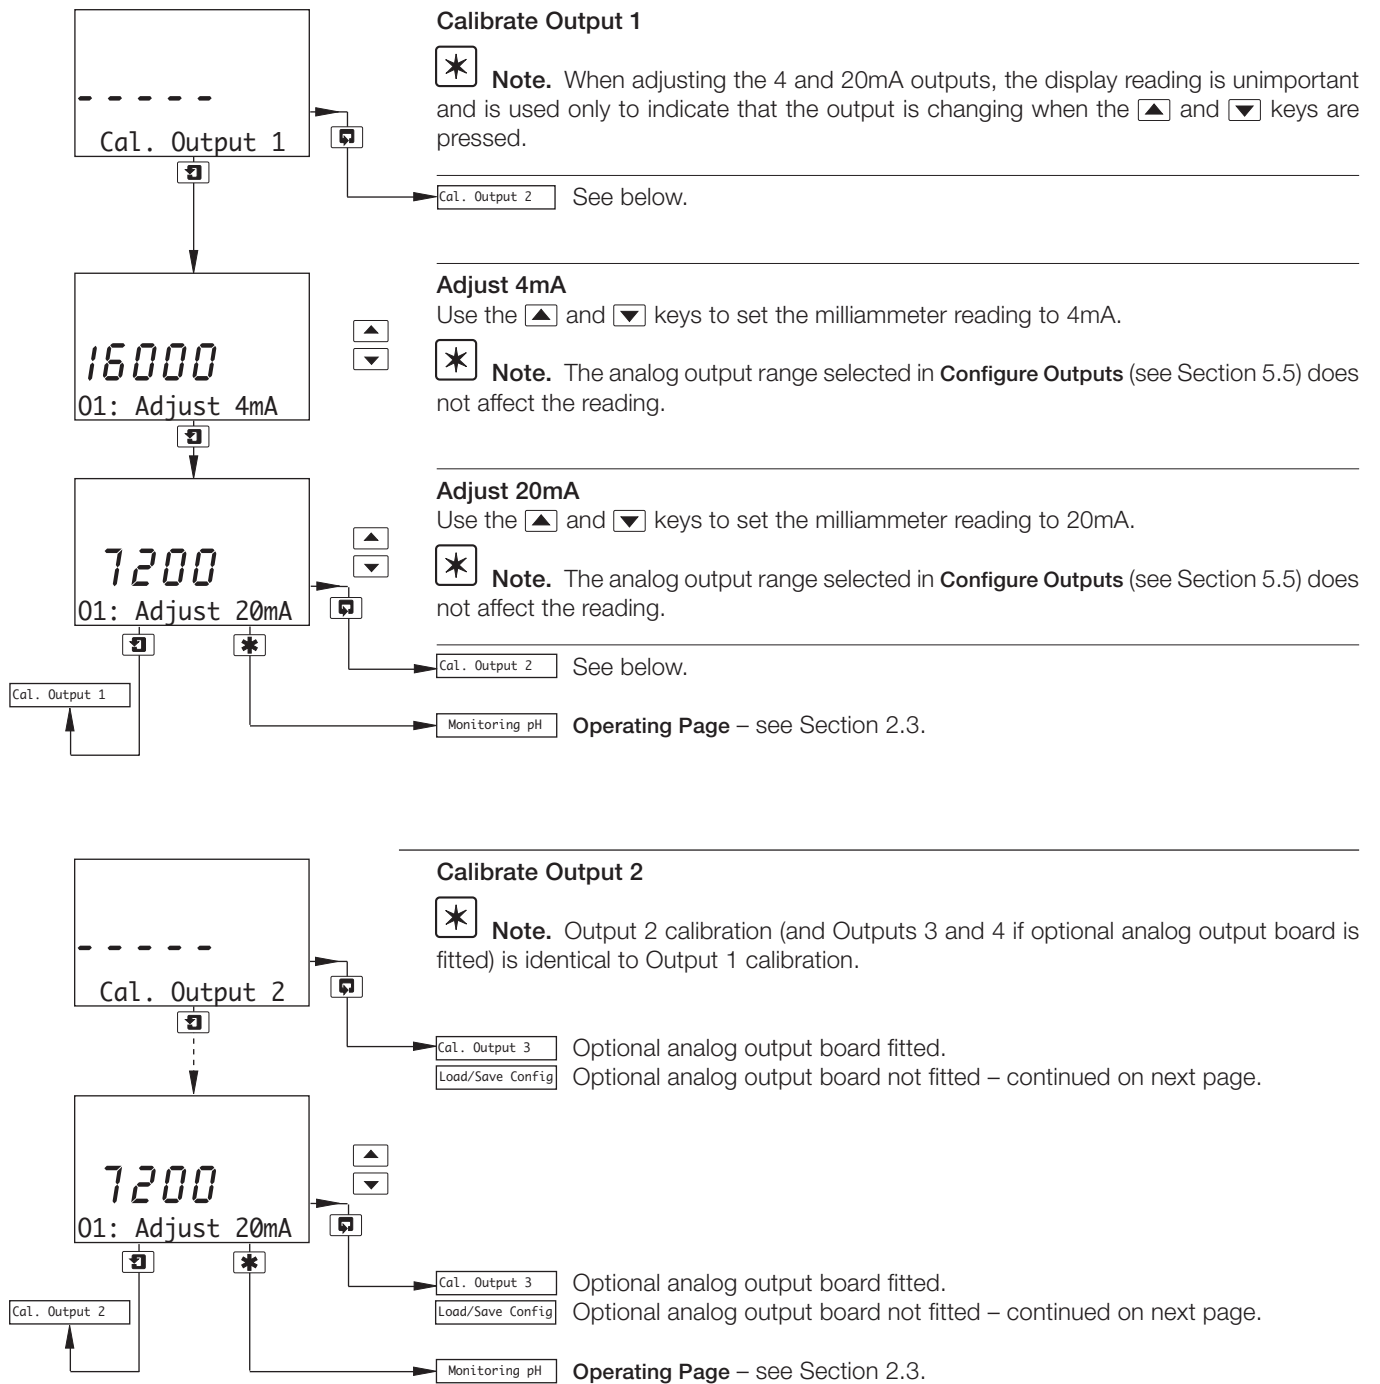 Calibrate Output 1
Note. When adjusting the 4 and 20mA outputs, the display reading is unimportant
and is used only to indicate that the output is changing when the and keys are
pressed.
- - - - -
Cal. Output 1
Cal. Output 2 See below.
Adjust 4mA
Use the and keys to set the milliammeter reading to 4mA.
Note. The analog output range selected in Configure Outputs (see Section 5.5) does
not affect the reading.
16000
O1: Adjust 4mA
Adjust 20mA
Use the and keys to set the milliammeter reading to 20mA.
Note. The analog output range selected in Configure Outputs (see Section 5.5) does
not affect the reading.
7200
O1: Adjust 20mA
Cal. Output 2 See below.
Cal. Output 1
Monitoring pH Operating Page – see Section 2.3.
Calibrate Output 2
Note. Output 2 calibration (and Outputs 3 and 4 if optional analog output board is
fitted) is identical to Output 1 calibration.
- - - - -
Cal. Output 2
Cal. Output 3 Optional analog output board fitted.
Load/Save Config Optional analog output board not fitted – continued on next page.
7200
O1: Adjust 20mA
Cal. Output 3 Optional analog output board fitted.
Load/Save Config Optional analog output board not fitted – continued on next page.
Cal. Output 2
Monitoring pH Operating Page – see Section 2.3.